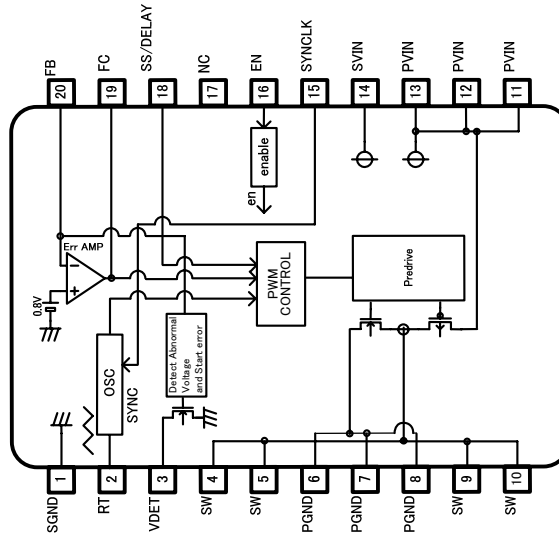 FB
FC
SS/DELAY
NC
EN
SYNCLK
SVIN
PVIN
PVIN
PVIN
20
19
18
17
16
15
14
13
12
11
en
enable
Err AMP
0.8V
PWM
CONTROL
Predrive
OSC
SYNC
Detect Abnormal
Voltage
and Start error
1
2
3
4
5
6
7
8
9
10
SGND
RT
VDET
SW
SW
PGND
PGND
PGND
SW
SW